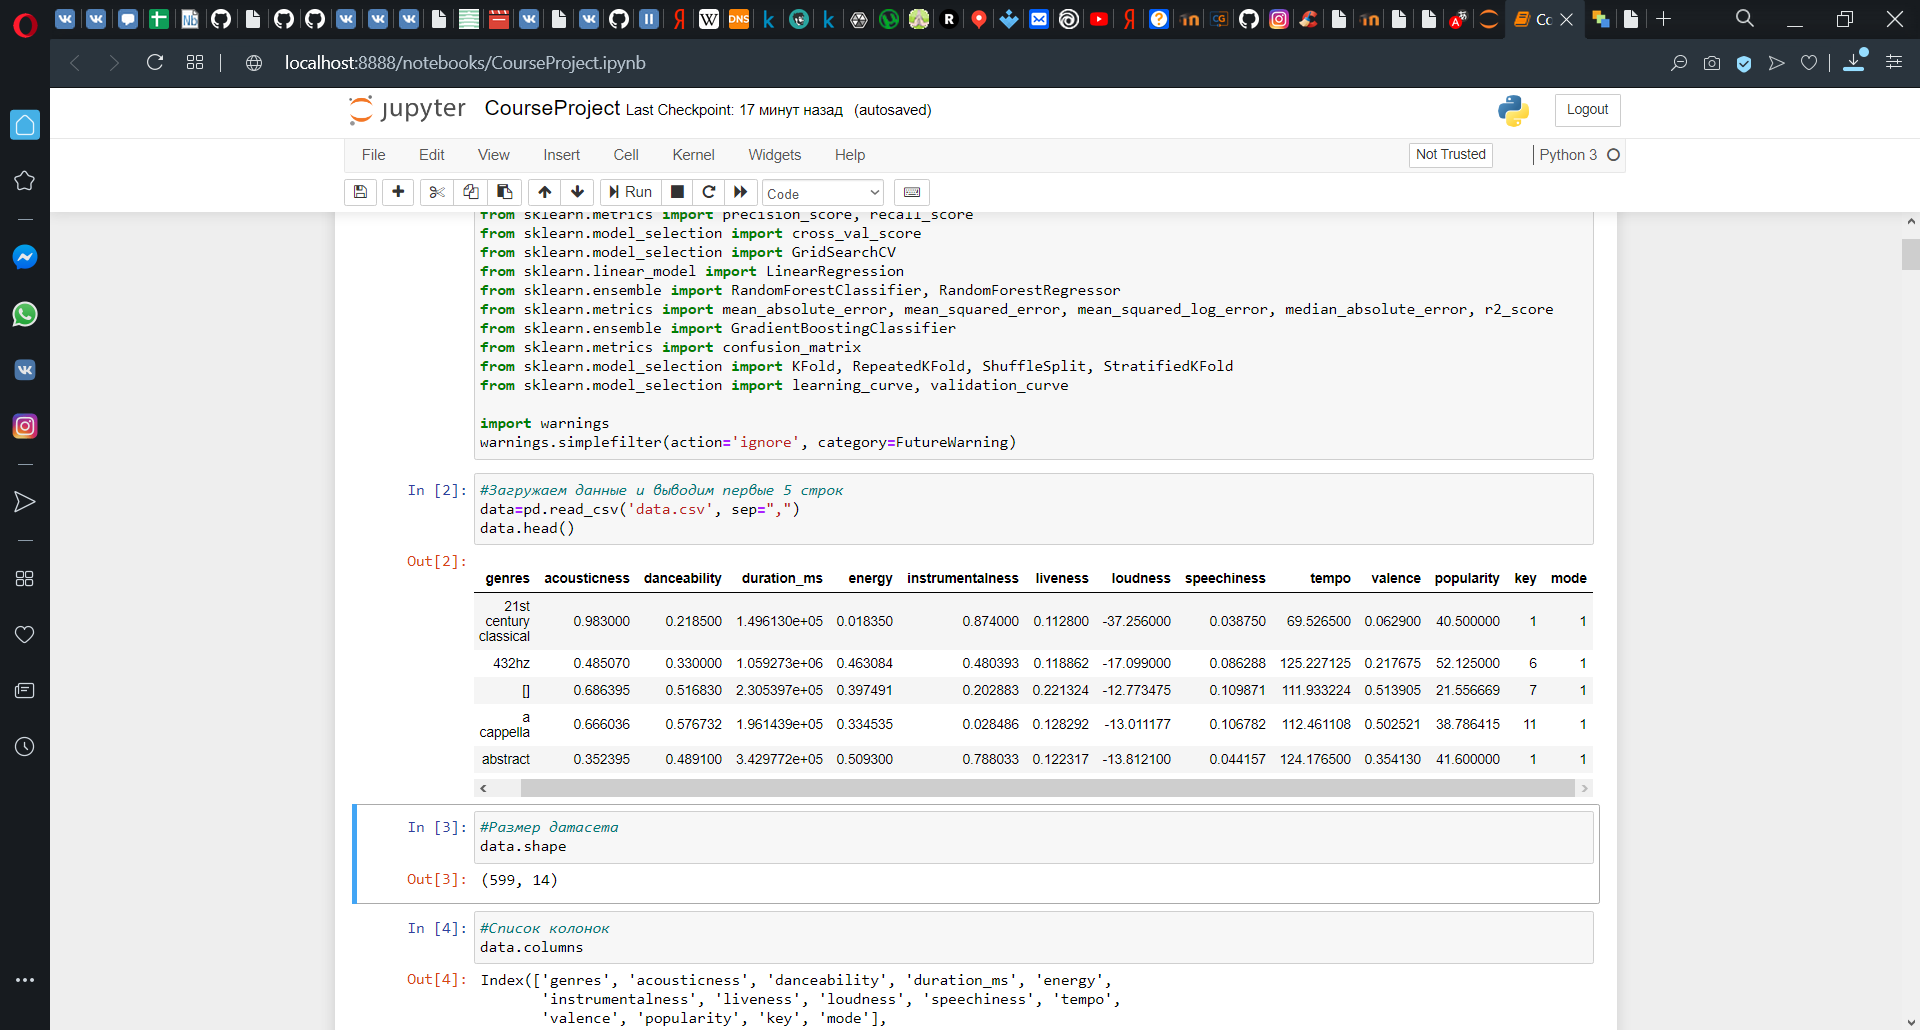 Co
localhost:8888/notebooks/CourseProject.ipynb
jupyter CourseProject Last Checkpoint: 17 минут назад (autosaved)
Logout
File Edit View Insert Cell Kernel Widgets Help
Not Trusted
Python 3
Run
Code
from sklearn.metrics import precision_score, recall_score
from sklearn.model_selection import cross_val_score
from sklearn.model_selection import GridSearchCV
from sklearn.linear_model import LinearRegression
from sklearn.ensemble import RandomForestClassifier, RandomForestRegressor
from sklearn.metrics import mean_absolute_error, mean_squared_error, mean_squared_log_error, median_absolute_error, r2_score
from sklearn.ensemble import GradientBoostingClassifier
from sklearn.metrics import confusion_matrix
from sklearn.model_selection import KFold, RepeatedKFold, ShuffleSplit, StratifiedKFold
from sklearn.model_selection import learning_curve, validation_curve
import warnings
warnings.simplefilter(action='ignore', category=FutureWarning)
In [2]: #Загружаем данные и выводим первые 5 строк
data=pd.read_csv('data.csv', sep=",")
data.head()
Out[2]:
genres acousticness danceability duration_ms energy instrumentalness liveness loudness speechiness tempo valence popularity key mode
21st
century
classical 0.983000 0.218500 1.496130e+05 0.018350 0.874000 0.112800 -37.256000 0.038750 69.526500 0.062900 40.500000 1 1
432hz 0.485070 0.330000 1.059273e+06 0.463084 0.480393 0.118862 -17.099000 0.086288 125.227125 0.217675 52.125000 6 1
[] 0.686395 0.516830 2.305397e+05 0.397491 0.202883 0.221324 -12.773475 0.109871 111.933224 0.513905 21.556669 7 1
a
cappella 0.666036 0.576732 1.961439e+05 0.334535 0.028486 0.128292 -13.011177 0.106782 112.461108 0.502521 38.786415 11 1
abstract 0.352395 0.489100 3.429772e+05 0.509300 0.788033 0.122317 -13.812100 0.044157 124.176500 0.354130 41.600000 1 1
In [3]: #Размер датасета
data.shape
Out[3]: (599, 14)
In [4]: #Список колонок
data.columns
Out[4]: Index(['genres', 'acousticness', 'danceability', 'duration_ms', 'energy',
'instrumentalness', 'liveness', 'loudness', 'speechiness', 'tempo',
'valence', 'popularity', 'key', 'mode'],